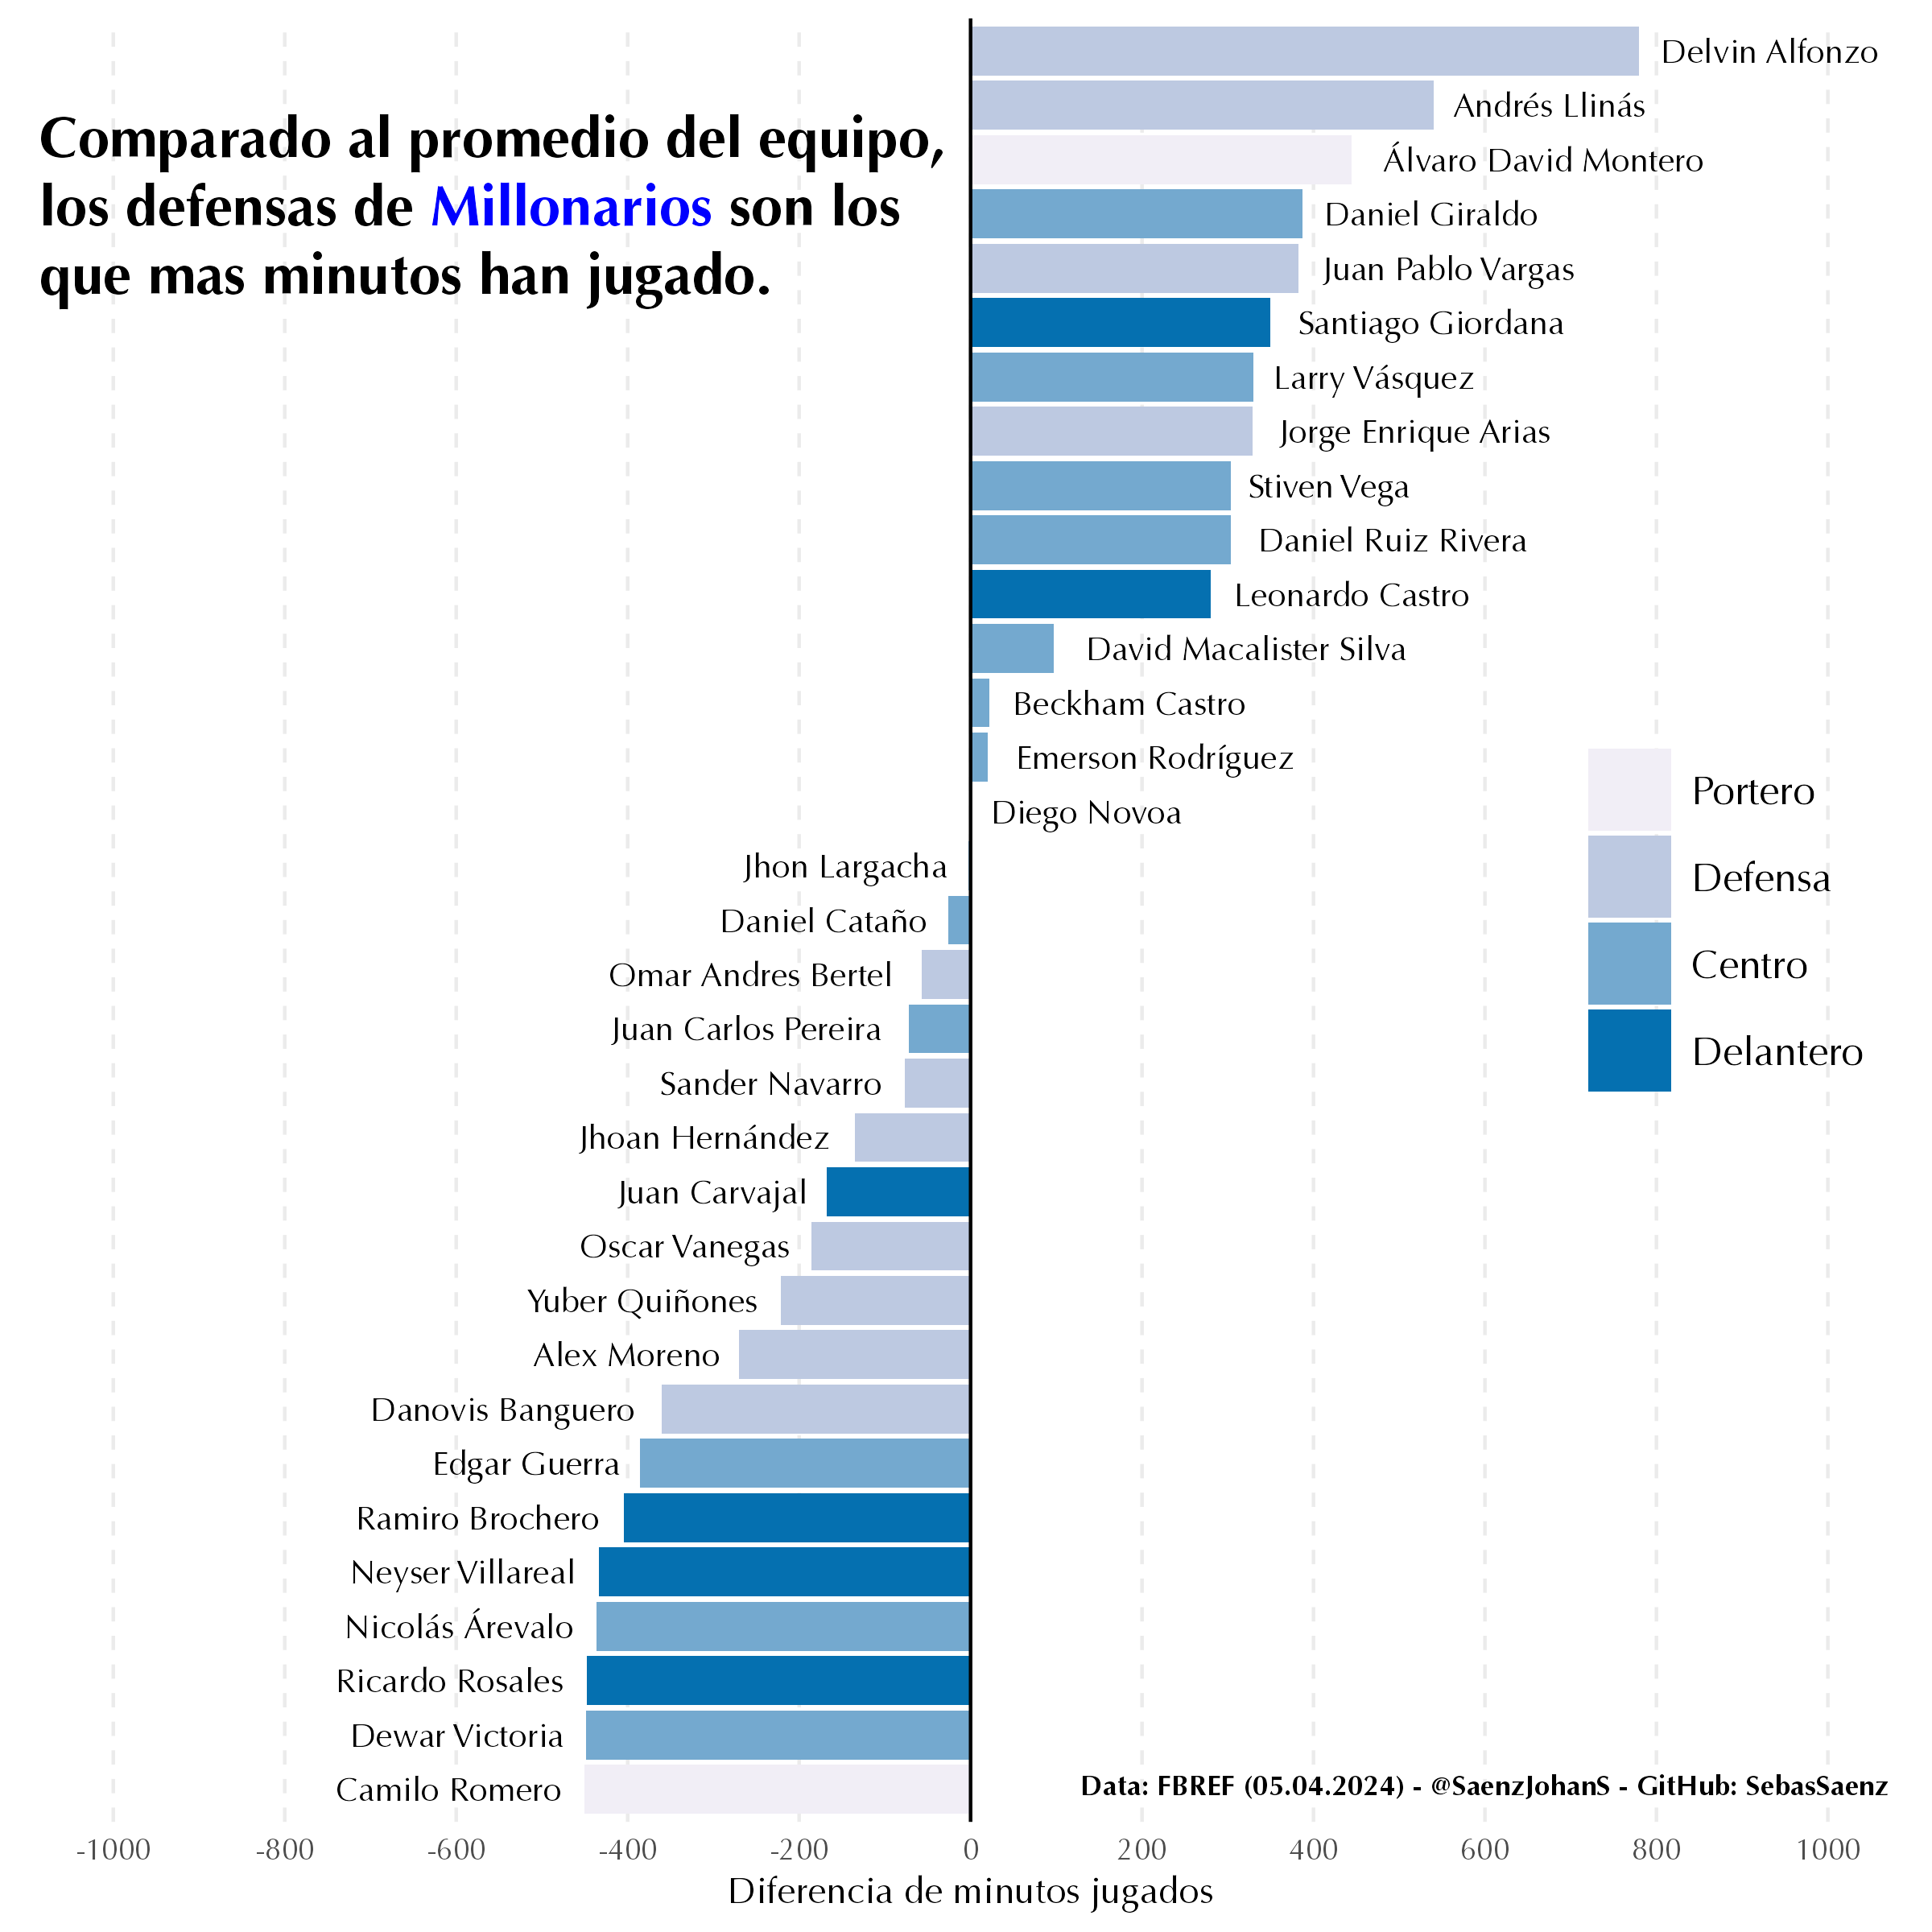 Comparado al promedio del equipo,
los defensas de Millonarios son los
que mas minutos han jugado.
Delvin Alfonzo
Andrés Llinás
Álvaro David Montero
Daniel Giraldo
Juan Pablo Vargas
Santiago Giordana
Larry Vásquez
Jorge Enrique Arias
Stiven Vega
Daniel Ruiz Rivera
Leonardo Castro
David Macalister Silva
Beckham Castro
Emerson Rodríguez
Diego Novoa
Jhon Largacha
Daniel Cataño
Omar Andres Bertel
Juan Carlos Pereira
Sander Navarro
Jhoan Hernández
Juan Carvajal
Oscar Vanegas
Yuber Quiñones
Alex Moreno
Danovis Banguero
Edgar Guerra
Ramiro Brochero
Neyser Villareal
Nicolás Árevalo
Ricardo Rosales
Dewar Victoria
Camilo Romero
Portero
Defensa
Centro
Delantero
Data: FBREF (05.04.2024) - @SaenzJohanS - GitHub: SebasSaenz
-1000 -800 -600 -400 -200 0 200 400 600 800 1000
Diferencia de minutos jugados